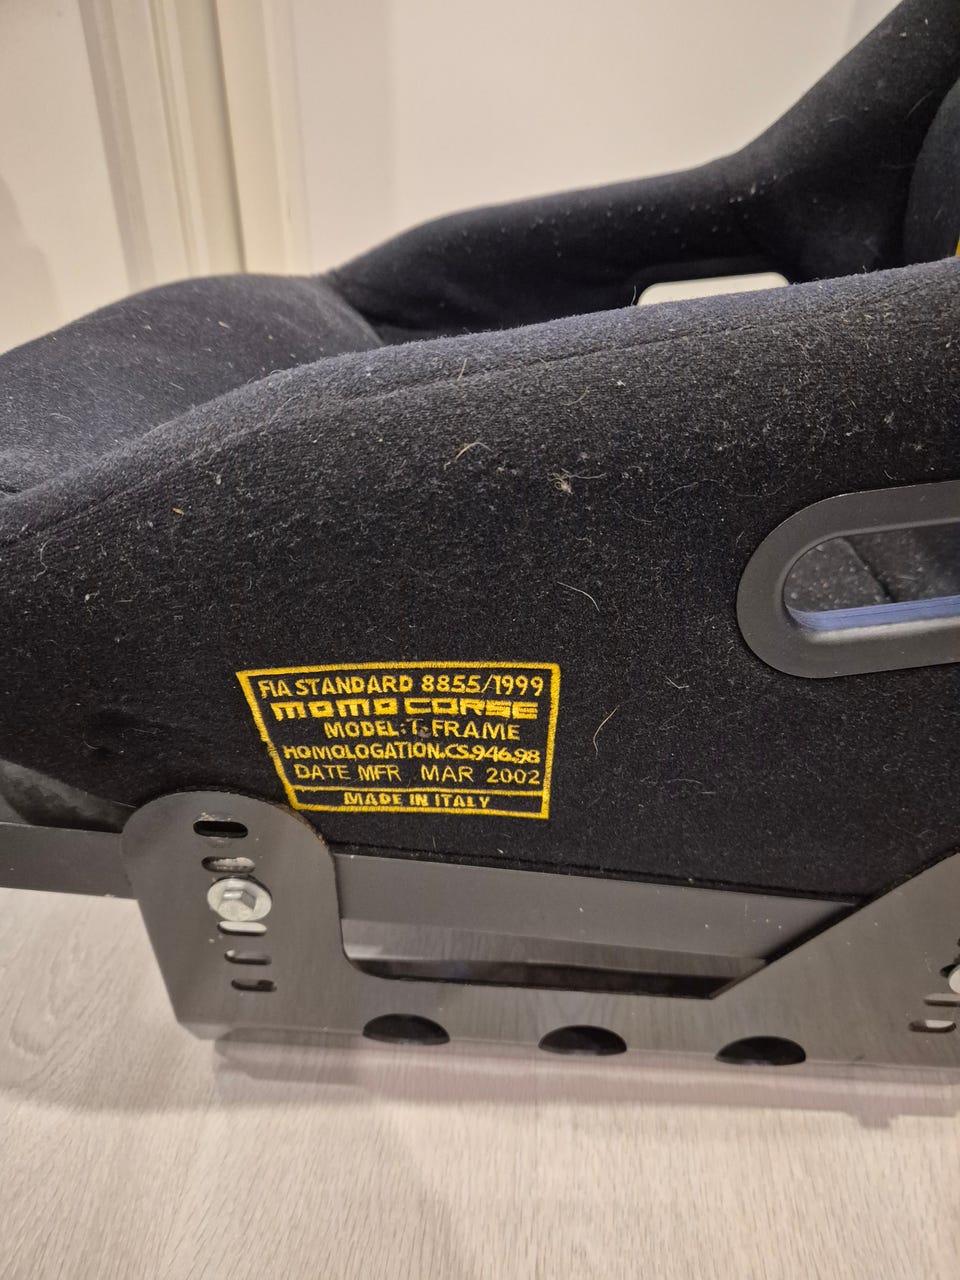 FIA STANDARD 8855/1999
MOMO CORSE
MODEL: T-FRAME
HOMOLOGATION.CS.946.98
DATE MFR MAR 2002
MADE IN ITALY